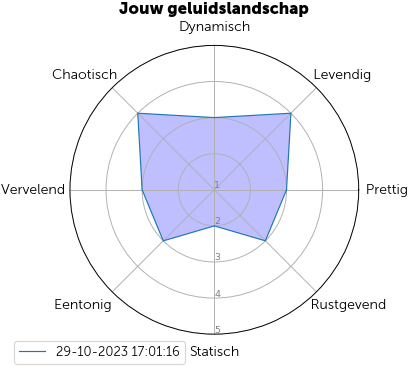 Jouw geluidslandschap
Dynamisch
Chaotisch
Levendig
Vervelend
1
Prettig
2
3
4
Eentonig
Rustgevend
5
29-10-2023 17:01:16
Statisch